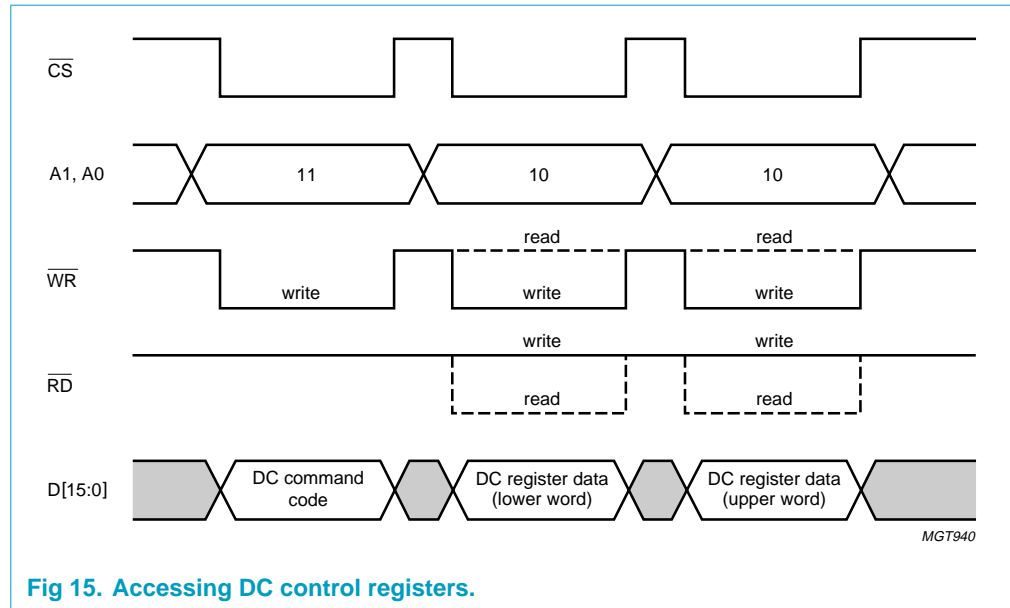 CS
A1, A0
11
10
10
read
read
WR
write
write
write
write
write
RD
read
read
D[15:0]
DC command
code
DC register data
(lower word)
DC register data
(upper word)
MGT940
Fig 15. Accessing DC control registers.